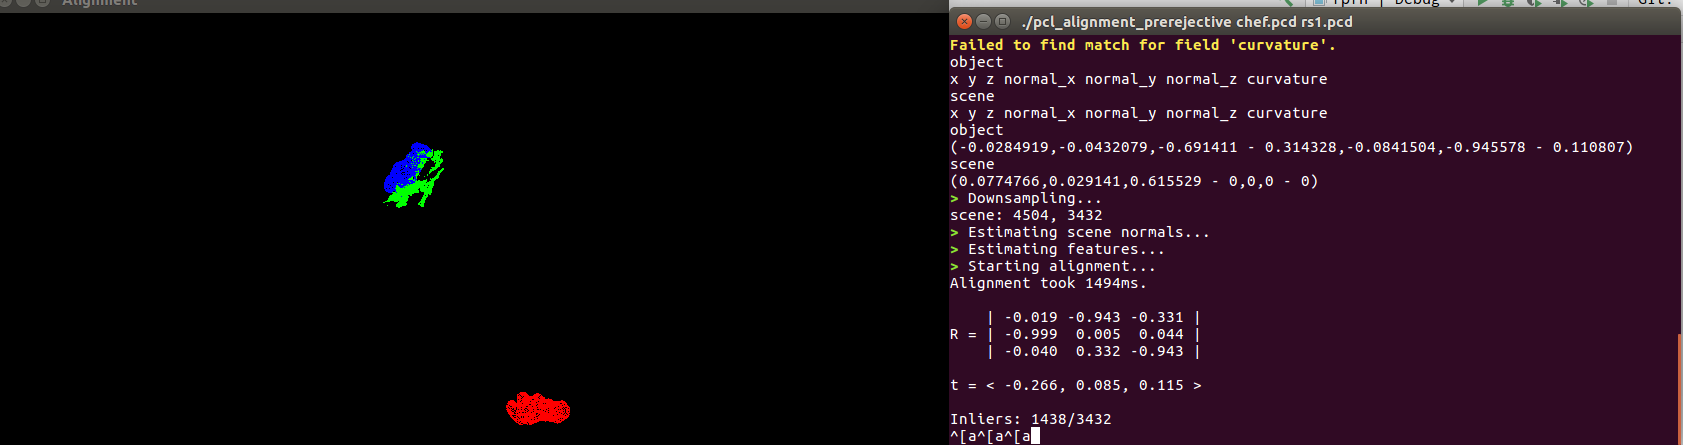 Alignment
| Debug
Git:
./pcl_alignment_prerejective chef.pcd rs1.pcd
Failed to find match for field 'curvature'.
object
x y z normal_x normal_y normal_z curvature
scene
x y z normal_x normal_y normal_z curvature
object
(-0.0284919,-0.0432079,-0.691411 - 0.314328,-0.0841504,-0.945578 - 0.110807)
scene
(0.0774766,0.029141,0.615529 - 0,0,0 - 0)
> Downsampling...
scene: 4504, 3432
> Estimating scene normals...
> Estimating features...
> Starting alignment...
Alignment took 1494ms.
| -0.019 -0.943 -0.331 |
R = | -0.999  0.005  0.044 |
| -0.040  0.332 -0.943 |
t = < -0.266, 0.085, 0.115 >
Inliers: 1438/3432
^[a^[a^[a